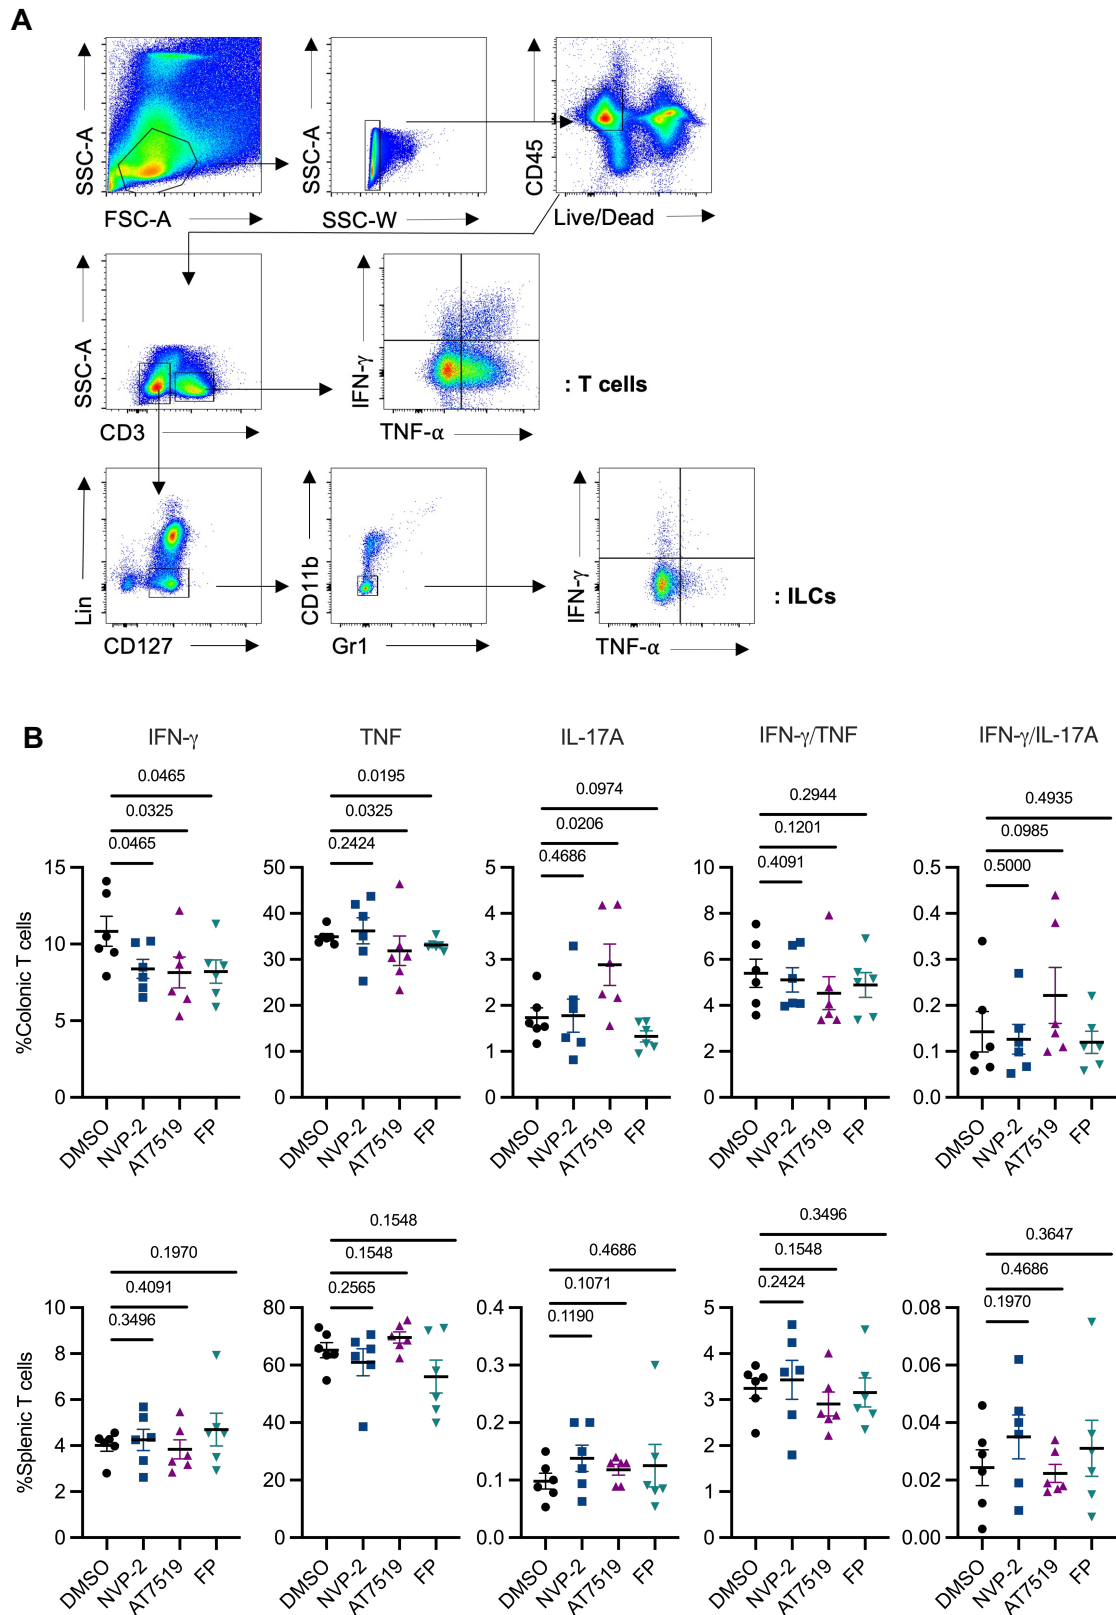 A
SSC-A
FSC-A
SSC-A
SSC-W
CD45
Live/Dead
SSC-A
CD3
IFN-γ
TNF-α
: T cells
Lin
CD127
CD11b
Gr1
IFN-γ
TNF-α
: ILCs
B
IFN-γ
TNF
IL-17A
IFN-γ/TNF
IFN-γ/IL-17A
%Colonic T cells
0.0465
0.0325
0.0465
15
10
5
0
DMSO
NVP-2
AT7519
FP
0.0195
0.0325
0.2424
50
40
30
20
10
0
DMSO
NVP-2
AT7519
FP
0.0974
0.0206
0.4686
5
4
3
2
1
0
DMSO
NVP-2
AT7519
FP
0.2944
0.1201
0.4091
10
8
6
4
2
0
DMSO
NVP-2
AT7519
FP
0.4935
0.0985
0.5000
0.5
0.4
0.3
0.2
0.1
0.0
DMSO
NVP-2
AT7519
FP
%Splenic T cells
0.1970
0.4091
0.3496
10
8
6
4
2
0
DMSO
NVP-2
AT7519
FP
0.1548
0.1548
0.2565
80
60
40
20
0
DMSO
NVP-2
AT7519
FP
0.4686
0.1071
0.1190
0.4
0.3
0.2
0.1
0.0
DMSO
NVP-2
AT7519
FP
0.3496
0.1548
0.2424
5
4
3
2
1
0
DMSO
NVP-2
AT7519
FP
0.3647
0.4686
0.1970
0.08
0.06
0.04
0.02
0.00
DMSO
NVP-2
AT7519
FP